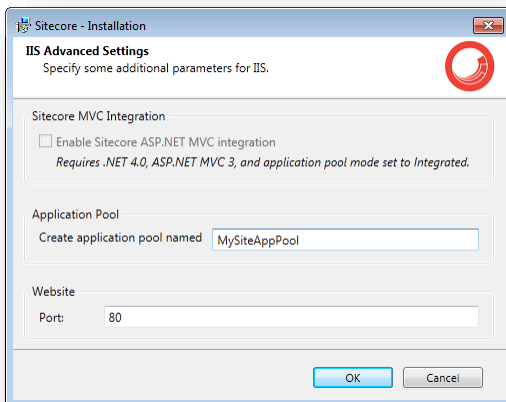 Sitecore - Installation
IIS Advanced Settings
Specify some additional parameters for IIS.
Sitecore MVC Integration
Enable Sitecore ASP.NET MVC integration
Requires .NET 4.0, ASP.NET MVC 3, and application pool mode set to Integrated.
Application Pool
Create application pool named MySiteAppPool
Website
Port: 80
OK Cancel